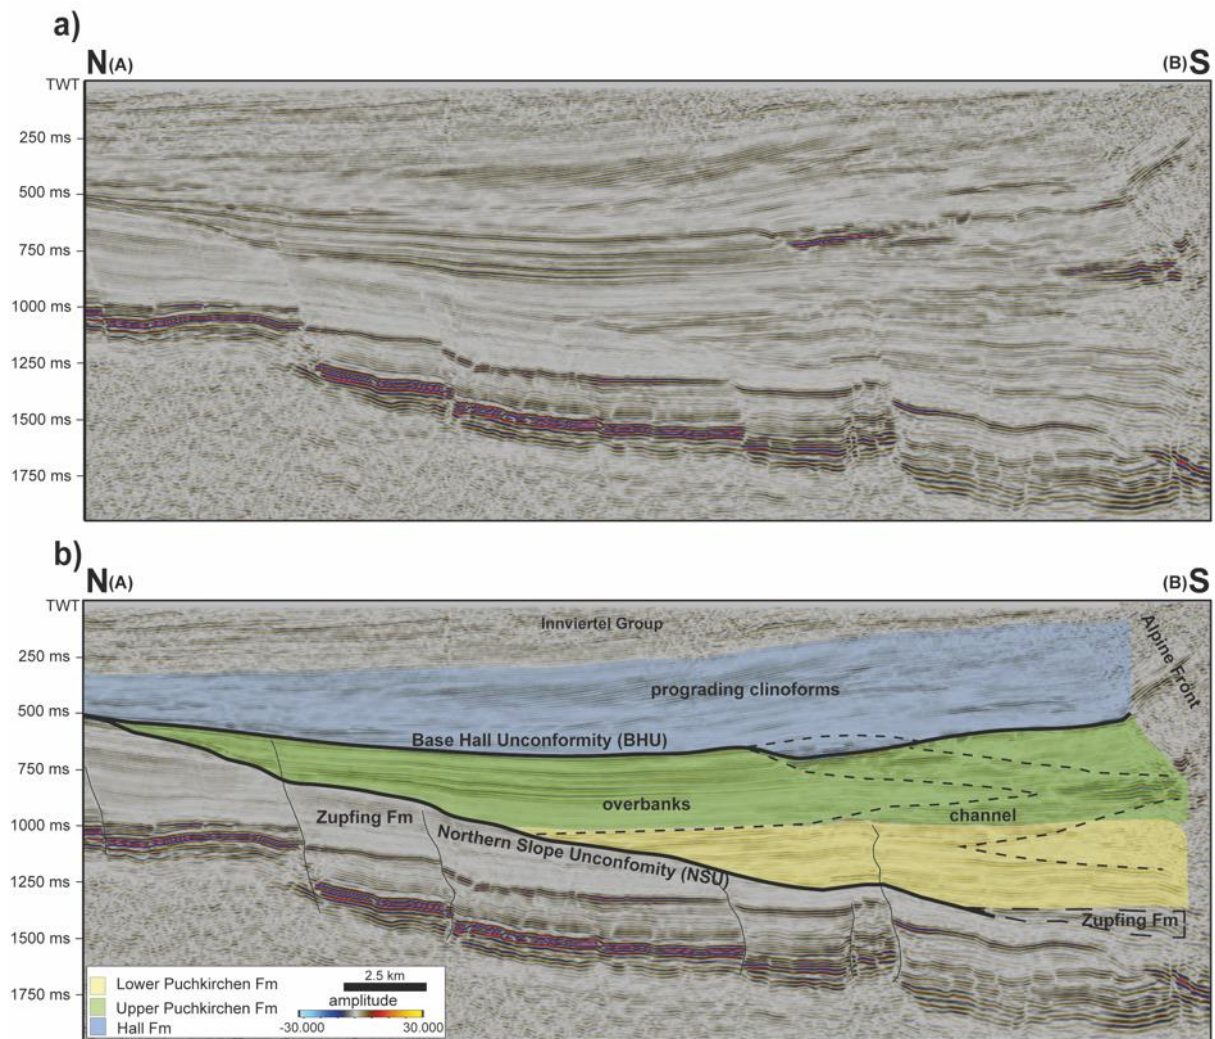 a)
N(A)
(B)S
TWT
250 ms
500 ms
750 ms
1000 ms
1250 ms
1500 ms
1750 ms
b)
N(A)
(B)S
TWT
Innviertel Group
Alpine Front
250 ms
prograding clinoforms
500 ms
Base Hall Unconformity (BHU)
750 ms
overbanks
channel
Zupfing Fm
1000 ms
Northern Slope Unconfomity (NSU)
1250 ms
Zupfing Fm
1500 ms
1750 ms
Lower Puchkirchen Fm
Upper Puchkirchen Fm
Hall Fm
2.5 km
amplitude
-30.000
30.000